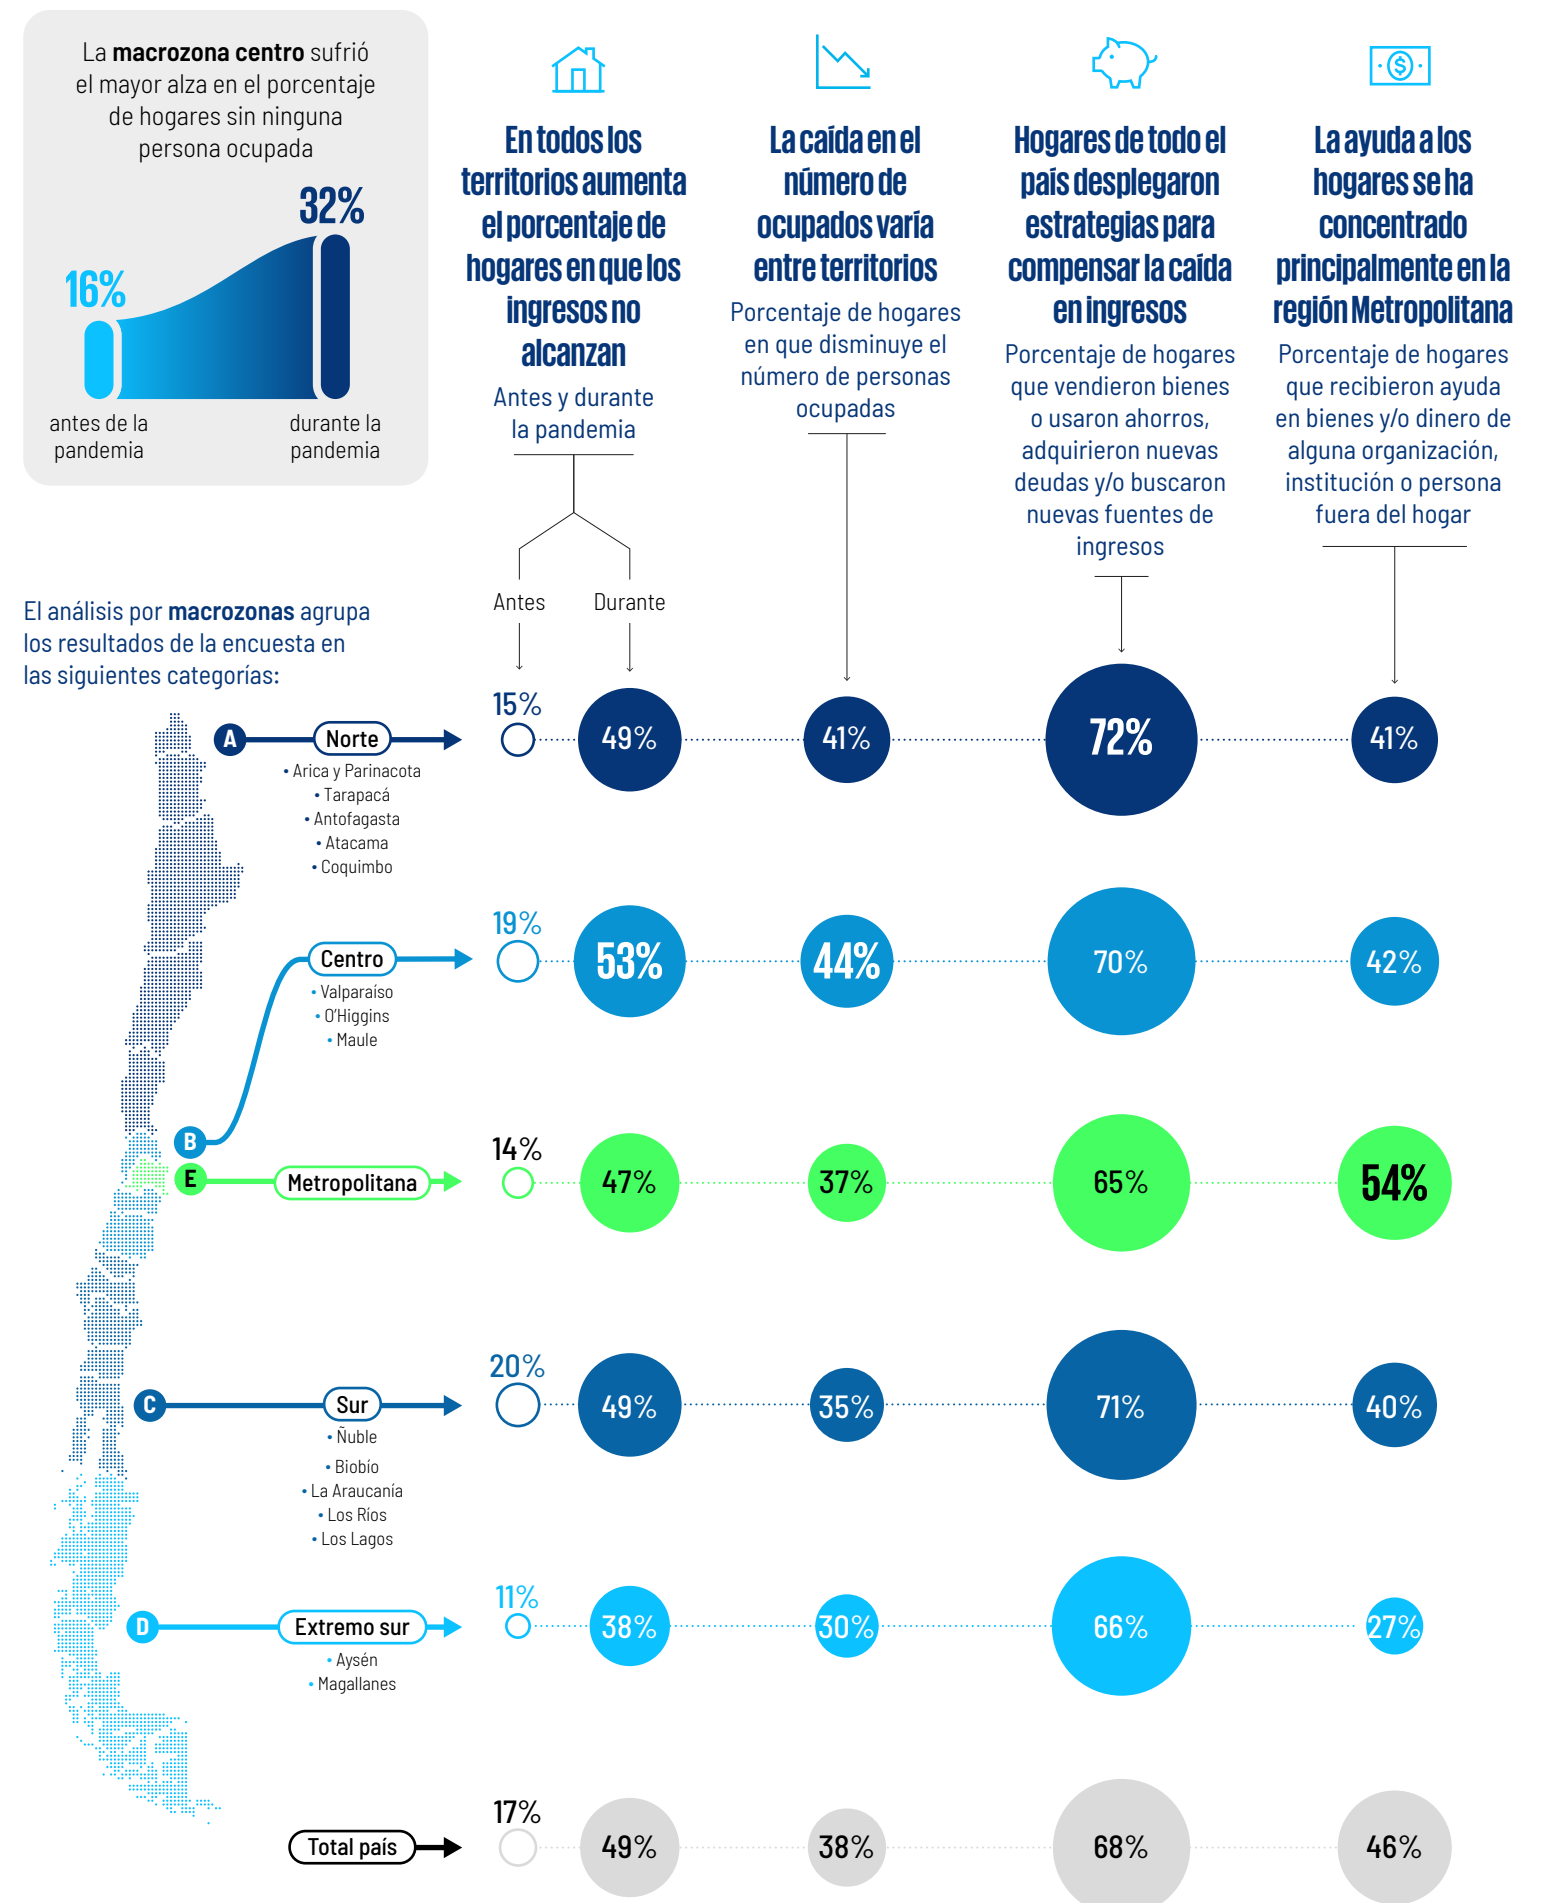 La macrozona centro sufrió
el mayor alza en el porcentaje
de hogares sin ninguna
persona ocupada
32%
16%
antes de la
pandemia
durante la
pandemia
En todos los
territorios aumenta
el porcentaje de
hogares en que los
ingresos no
alcanzan
Antes y durante
la pandemia
Antes
Durante
La caída en el
número de
ocupados varía
entre territorios
Porcentaje de hogares
en que disminuye el
número de personas
ocupadas
Hogares de todo el
país desplegaron
estrategias para
compensar la caída
en ingresos
Porcentaje de hogares
que vendieron bienes
o usaron ahorros,
adquirieron nuevas
deudas y/o buscaron
nuevas fuentes de
ingresos
$
La ayuda a los
hogares se ha
concentrado
principalmente en la
región Metropolitana
Porcentaje de hogares
que recibieron ayuda
en bienes y/o dinero de
alguna organización,
institución o persona
fuera del hogar
El análisis por macrozonas agrupa
los resultados de la encuesta en
las siguientes categorías:
A Norte 15% 49% 41% 72% 41%
• Arica y Parinacota
• Tarapacá
• Antofagasta
• Atacama
• Coquimbo
B Centro 19% 53% 44% 70% 42%
• Valparaíso
• O'Higgins
• Maule
E Metropolitana 14% 47% 37% 65% 54%
C Sur 20% 49% 35% 71% 40%
• Ñuble
• Biobío
• La Araucanía
• Los Ríos
• Los Lagos
D Extremo sur 11% 38% 30% 66% 27%
• Aysén
• Magallanes
Total país 17% 49% 38% 68% 46%